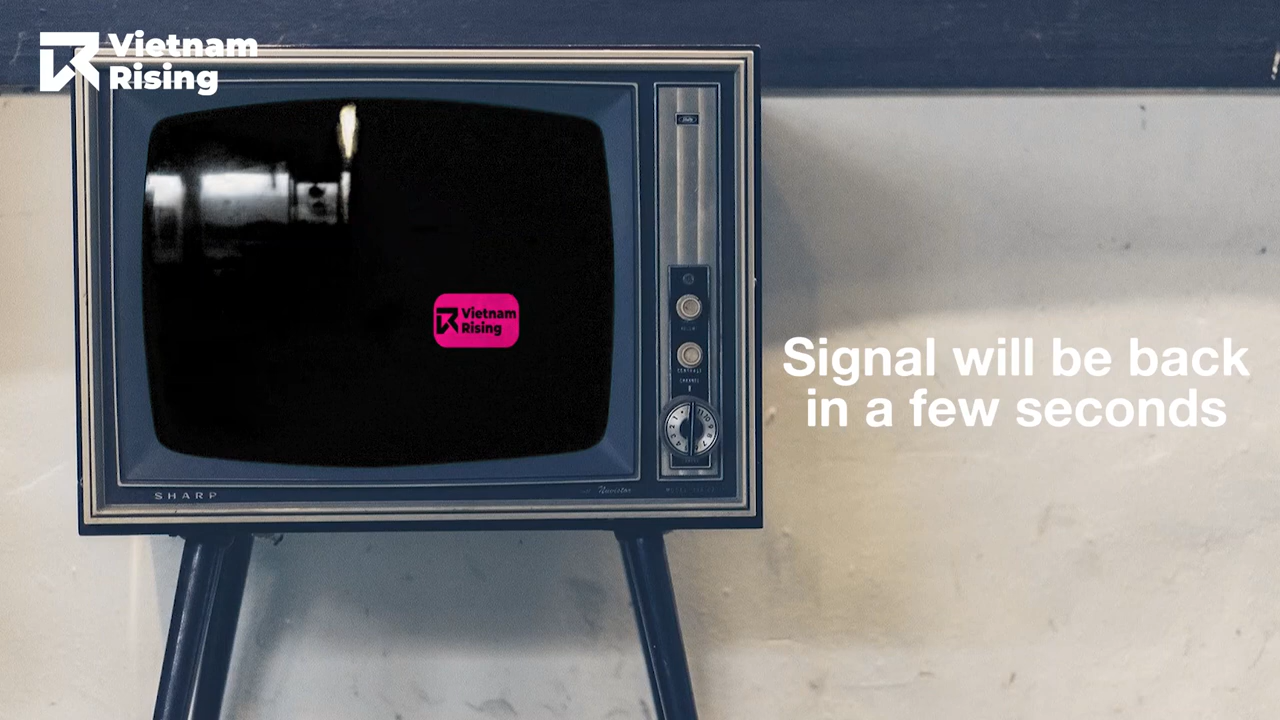 Vietnam
Rising
Vietnam
Rising
Signal will be back
in a few seconds
SHARP